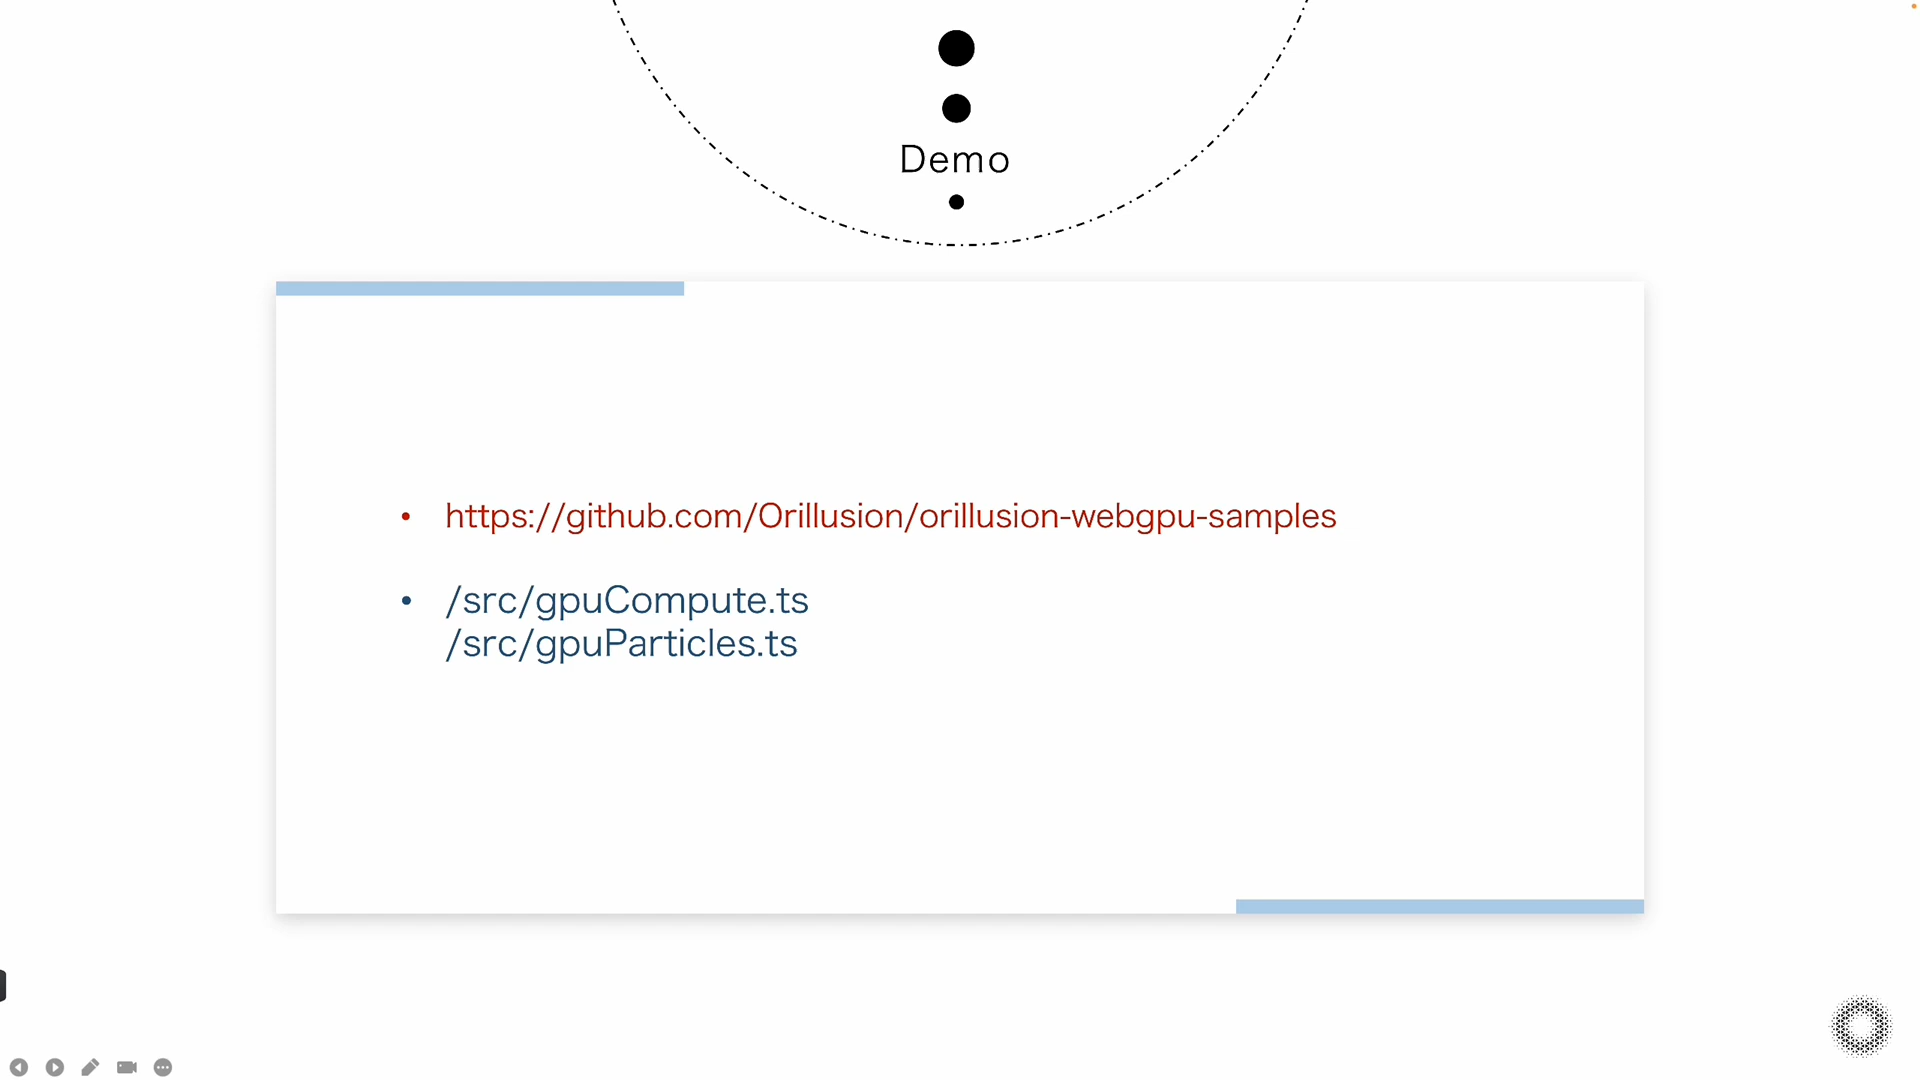 Demo
• https://github.com/Orillusion/orillusion-webgpu-samples
• /src/gpuCompute.ts
/src/gpuParticles.ts